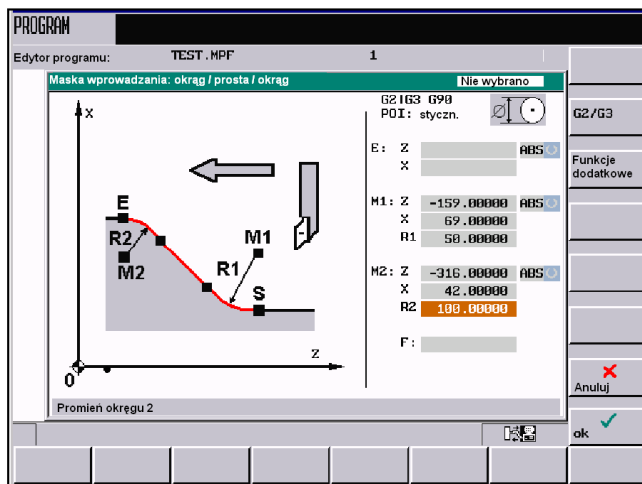 PROGRAM
Edytor programu: TEST.MPF 1
Maska wprowadzania: okrąg / prosta / okrąg Nie wybrano
G2|G3 G90
POI: styczn.
G2/G3
Funkcje dodatkowe
X
E
R2
M2
R1
M1
S
Z
0
E: Z ABS
X
M1: Z -159.00000 ABS
X 69.00000
R1 50.00000
M2: Z -316.00000 ABS
X 42.00000
R2 100.00000
F:
Promień okręgu 2
Anuluj
ok